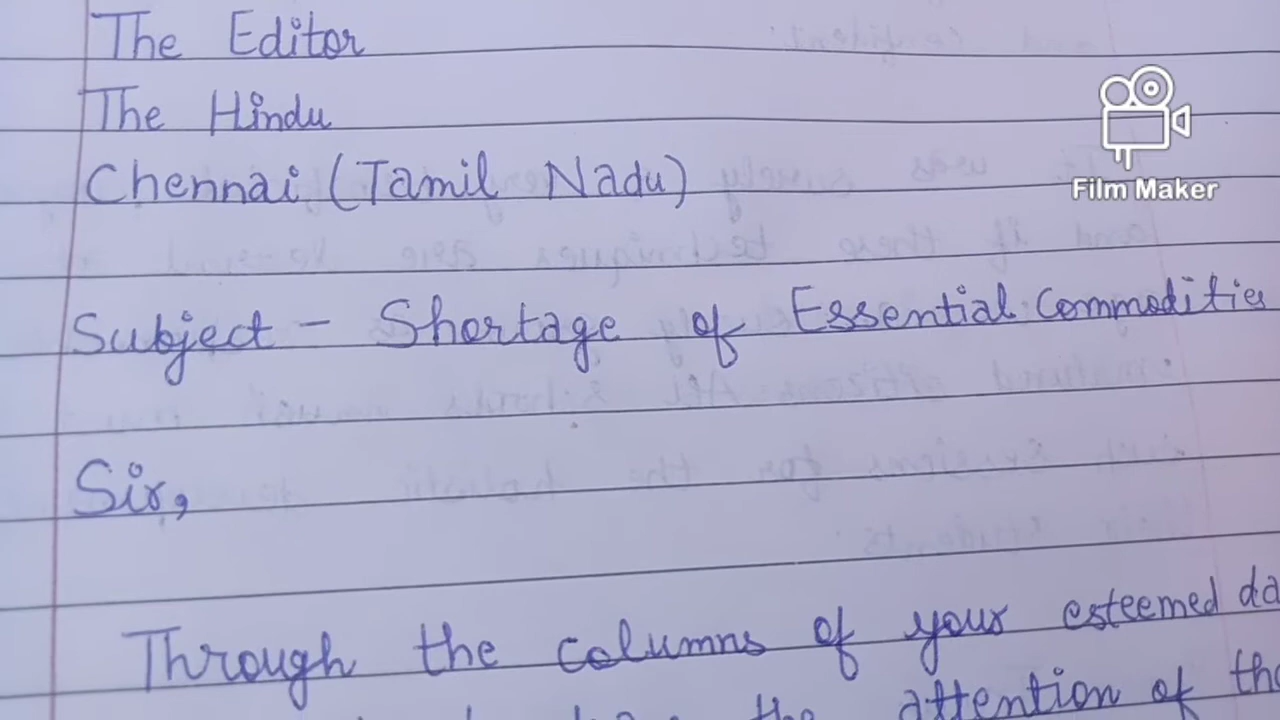 The Editor
The Hindu
Chennai (Tamil Nadu)
Film Maker
Subject - Shortage of Essential Commodities
Sir,
Through the columns of your esteemed
the attention of